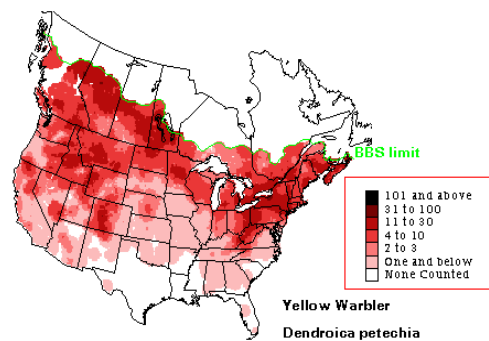 BBS limit
101 and above
31 to 100
11 to 30
4 to 10
2 to 3
One and below
None Counted
Yellow Warbler
Dendroica petechia